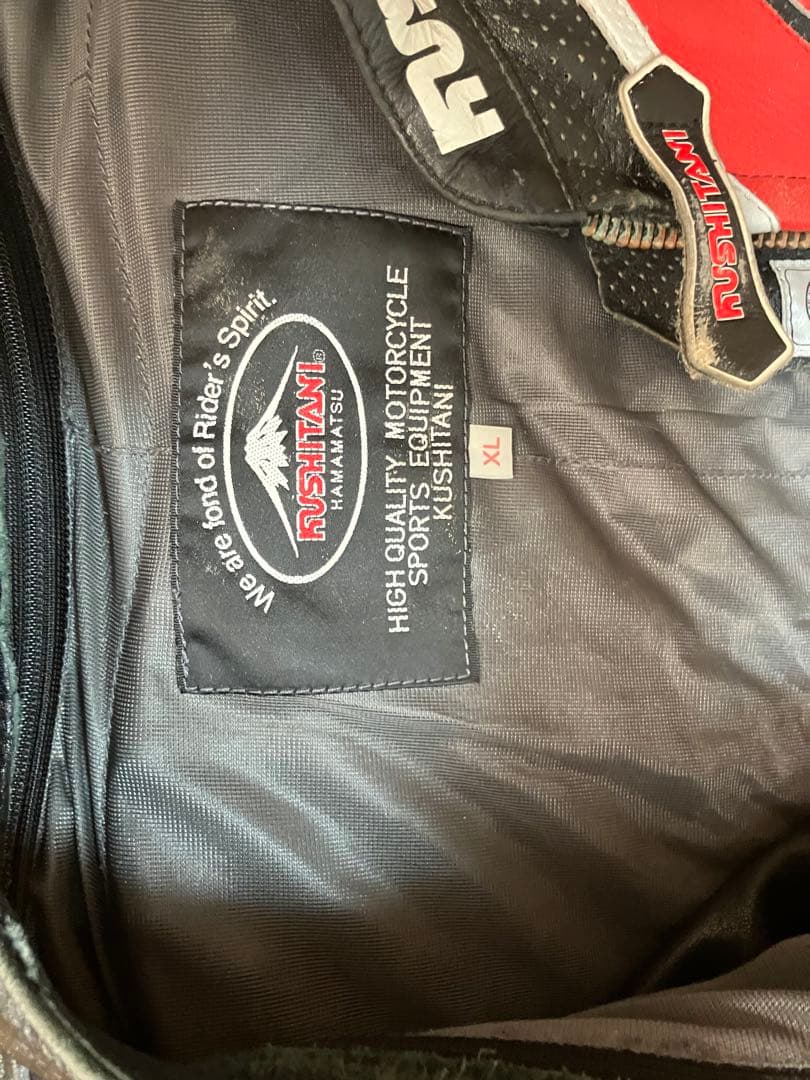 We are fond of Rider's Spirit.
KUSHITANI®
HAMAMATSU
HIGH QUALITY MOTORCYCLE
SPORTS EQUIPMENT
KUSHITANI
XL
KUSHITANI